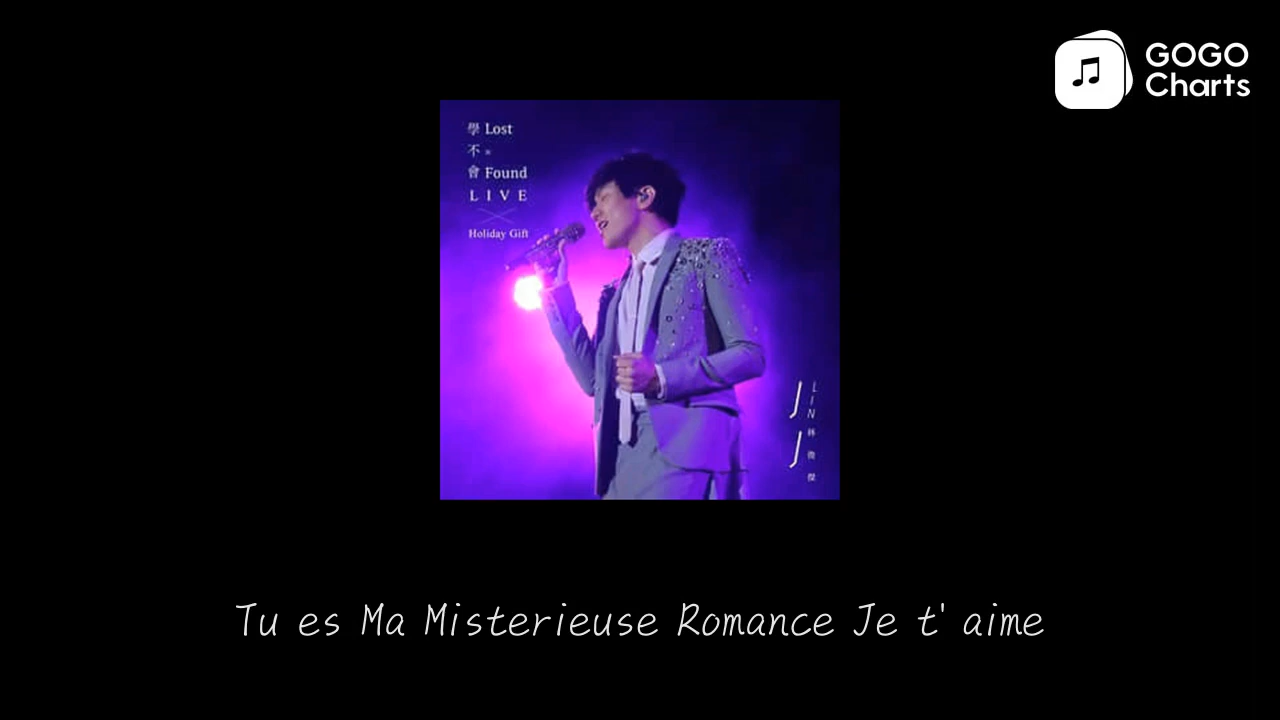 GOGO
Charts
學 Lost
不 ×
會 Found
LIVE
Holiday Gift
JJ
LIN
林俊傑
Tu es Ma Misterieuse Romance Je t' aime